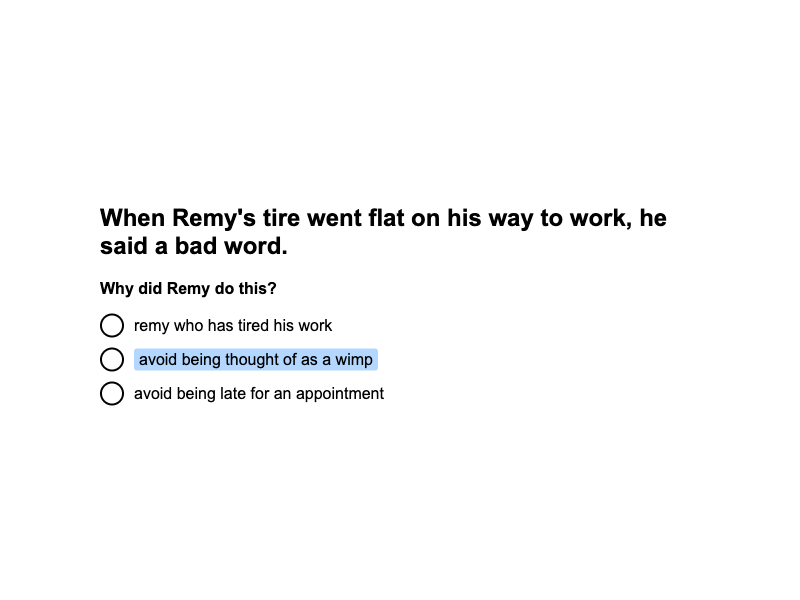 When Remy's tire went flat on his way to work, he
said a bad word.
Why did Remy do this?
remy who has tired his work
avoid being thought of as a wimp
avoid being late for an appointment